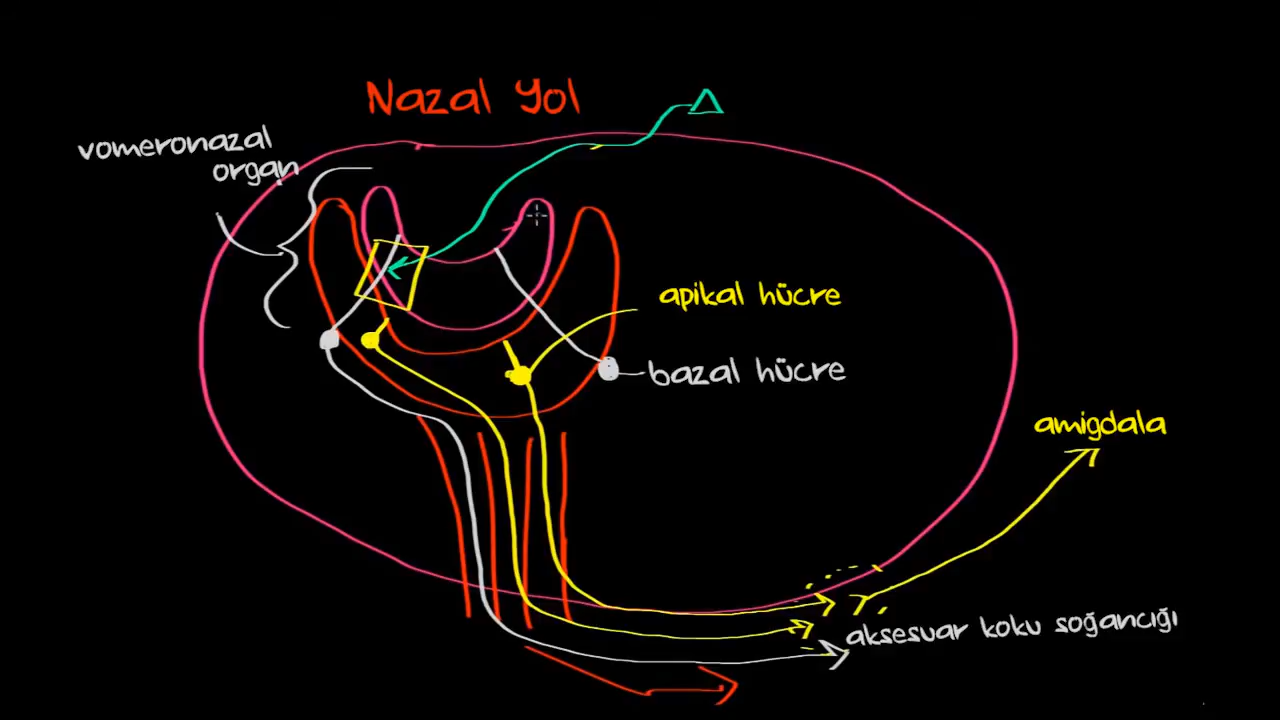 Nazal Yol
vomeronazal
organ
apikal hücre
bazal hücre
amigdala
aksesuar koku soğancığı